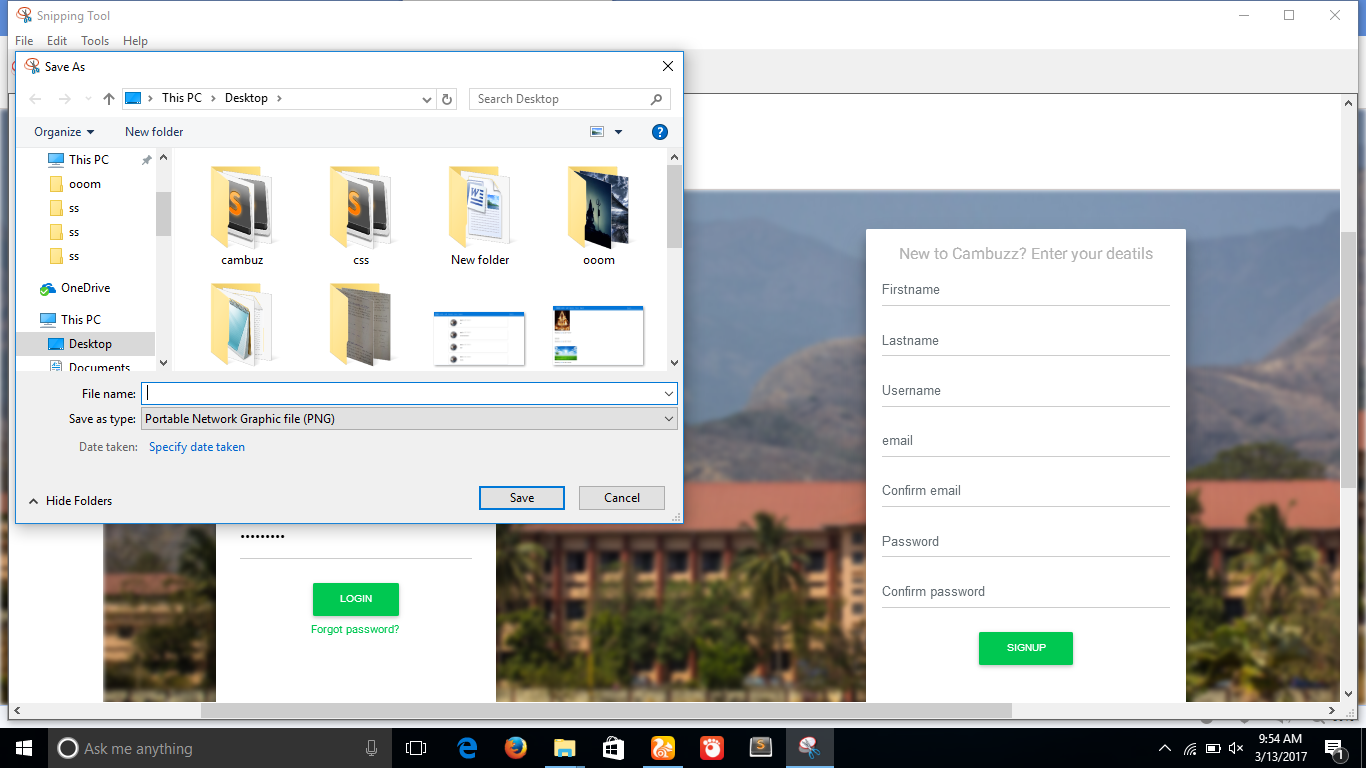 Snipping Tool
File Edit Tools Help
Save As
This PC Desktop
Search Desktop
Organize New folder
This PC
ooom
ss
ss
ss
OneDrive
This PC
Desktop
Documents
cambuz css New folder ooom
File name:
Save as type: Portable Network Graphic file (PNG)
Date taken: Specify date taken
Hide Folders
Save Cancel
•••••••••
LOGIN
Forgot password?
New to Cambuzz? Enter your deatils
Firstname
Lastname
Username
email
Confirm email
Password
Confirm password
SIGNUP
Ask me anything
9:54 AM
3/13/2017
1